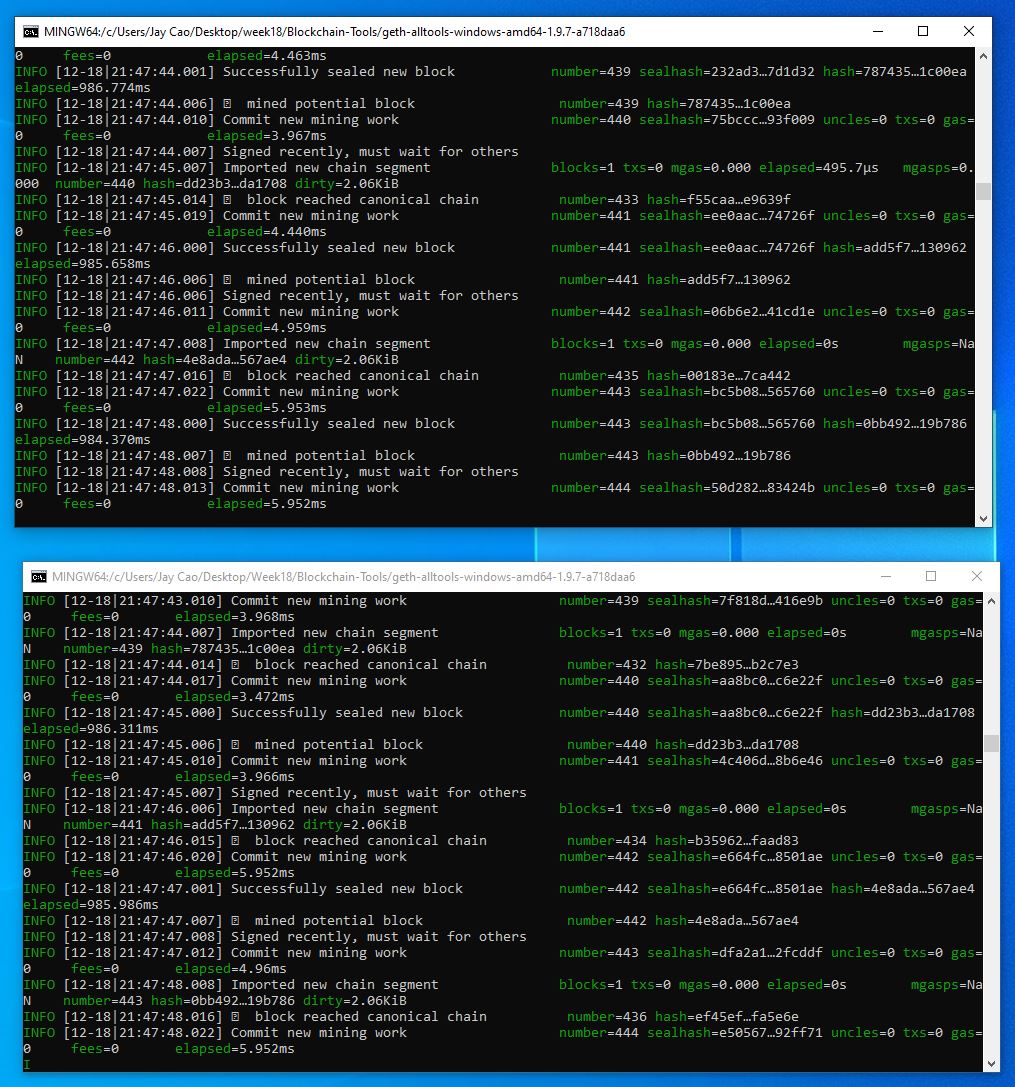 MINGW64:/c/Users/Jay Cao/Desktop/week18/Blockchain-Tools/geth-alltools-windows-amd64-1.9.7-a718daa6
0     fees=0            elapsed=4.463ms
INFO [12-18|21:47:44.001] Successfully sealed new block            number=439 sealhash=232ad3…7d1d32 hash=787435…1c00ea
elapsed=986.774ms
INFO [12-18|21:47:44.006] mined potential block                  number=439 hash=787435…1c00ea
INFO [12-18|21:47:44.010] Commit new mining work                   number=440 sealhash=75bccc…93f009 uncles=0 txs=0 gas=
0     fees=0            elapsed=3.967ms
INFO [12-18|21:47:44.007] Signed recently, must wait for others
INFO [12-18|21:47:45.007] Imported new chain segment               blocks=1 txs=0 mgas=0.000 elapsed=495.7µs   mgasps=0.
000  number=440 hash=dd23b3…da1708 dirty=2.06KiB
INFO [12-18|21:47:45.014] block reached canonical chain          number=433 hash=f55caa…e9639f
INFO [12-18|21:47:45.019] Commit new mining work                   number=441 sealhash=ee0aac…74726f uncles=0 txs=0 gas=
0     fees=0            elapsed=4.440ms
INFO [12-18|21:47:46.000] Successfully sealed new block            number=441 sealhash=ee0aac…74726f hash=add5f7…130962
elapsed=985.658ms
INFO [12-18|21:47:46.006] mined potential block                  number=441 hash=add5f7…130962
INFO [12-18|21:47:46.006] Signed recently, must wait for others
INFO [12-18|21:47:46.011] Commit new mining work                   number=442 sealhash=06b6e2…41cd1e uncles=0 txs=0 gas=
0     fees=0            elapsed=4.959ms
INFO [12-18|21:47:47.008] Imported new chain segment               blocks=1 txs=0 mgas=0.000 elapsed=0s        mgasps=Na
N    number=442 hash=4e8ada…567ae4 dirty=2.06KiB
INFO [12-18|21:47:47.016] block reached canonical chain          number=435 hash=00183e…7ca442
INFO [12-18|21:47:47.022] Commit new mining work                   number=443 sealhash=bc5b08…565760 uncles=0 txs=0 gas=
0     fees=0            elapsed=5.953ms
INFO [12-18|21:47:48.000] Successfully sealed new block            number=443 sealhash=bc5b08…565760 hash=0bb492…19b786
elapsed=984.370ms
INFO [12-18|21:47:48.007] mined potential block                  number=443 hash=0bb492…19b786
INFO [12-18|21:47:48.008] Signed recently, must wait for others
INFO [12-18|21:47:48.013] Commit new mining work                   number=444 sealhash=50d282…83424b uncles=0 txs=0 gas=
0     fees=0            elapsed=5.952ms
MINGW64:/c/Users/Jay Cao/Desktop/Week18/Blockchain-Tools/geth-alltools-windows-amd64-1.9.7-a718daa6
INFO [12-18|21:47:43.010] Commit new mining work                   number=439 sealhash=7f818d…416e9b uncles=0 txs=0 gas=
0     fees=0       elapsed=3.968ms
INFO [12-18|21:47:44.007] Imported new chain segment               blocks=1 txs=0 mgas=0.000 elapsed=0s        mgasps=Na
N    number=439 hash=787435…1c00ea dirty=2.06KiB
INFO [12-18|21:47:44.014] block reached canonical chain          number=432 hash=7be895…b2c7e3
INFO [12-18|21:47:44.017] Commit new mining work                   number=440 sealhash=aa8bc0…c6e22f uncles=0 txs=0 gas=
0     fees=0       elapsed=3.472ms
INFO [12-18|21:47:45.000] Successfully sealed new block            number=440 sealhash=aa8bc0…c6e22f hash=dd23b3…da1708
elapsed=986.311ms
INFO [12-18|21:47:45.006] mined potential block                  number=440 hash=dd23b3…da1708
INFO [12-18|21:47:45.010] Commit new mining work                   number=441 sealhash=4c406d…8b6e46 uncles=0 txs=0 gas=
0     fees=0       elapsed=3.966ms
INFO [12-18|21:47:45.007] Signed recently, must wait for others
INFO [12-18|21:47:46.006] Imported new chain segment               blocks=1 txs=0 mgas=0.000 elapsed=0s        mgasps=Na
N    number=441 hash=add5f7…130962 dirty=2.06KiB
INFO [12-18|21:47:46.015] block reached canonical chain          number=434 hash=b35962…faad83
INFO [12-18|21:47:46.020] Commit new mining work                   number=442 sealhash=e664fc…8501ae uncles=0 txs=0 gas=
0     fees=0       elapsed=5.952ms
INFO [12-18|21:47:47.001] Successfully sealed new block            number=442 sealhash=e664fc…8501ae hash=4e8ada…567ae4
elapsed=985.986ms
INFO [12-18|21:47:47.007] mined potential block                  number=442 hash=4e8ada…567ae4
INFO [12-18|21:47:47.008] Signed recently, must wait for others
INFO [12-18|21:47:47.012] Commit new mining work                   number=443 sealhash=dfa2a1…2fcddf uncles=0 txs=0 gas=
0     fees=0       elapsed=4.96ms
INFO [12-18|21:47:48.008] Imported new chain segment               blocks=1 txs=0 mgas=0.000 elapsed=0s        mgasps=Na
N    number=443 hash=0bb492…19b786 dirty=2.06KiB
INFO [12-18|21:47:48.016] block reached canonical chain          number=436 hash=ef45ef…fa5e6e
INFO [12-18|21:47:48.022] Commit new mining work                   number=444 sealhash=e50567…92ff71 uncles=0 txs=0 gas=
0     fees=0       elapsed=5.952ms
I